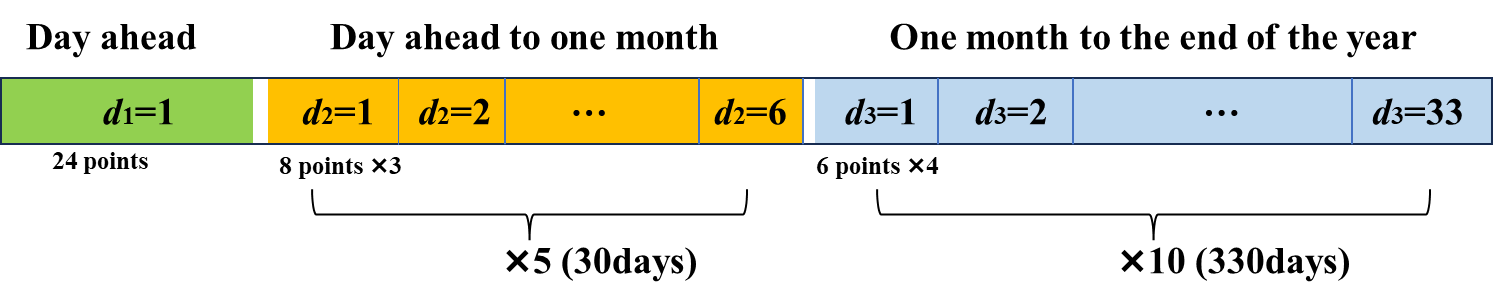 Day ahead
Day ahead to one month
One month to the end of the year
d1=1
d2=1
d2=2
···
d2=6
d3=1
d3=2
···
d3=33
24 points
8 points ×3
6 points ×4
×5 (30days)
×10 (330days)